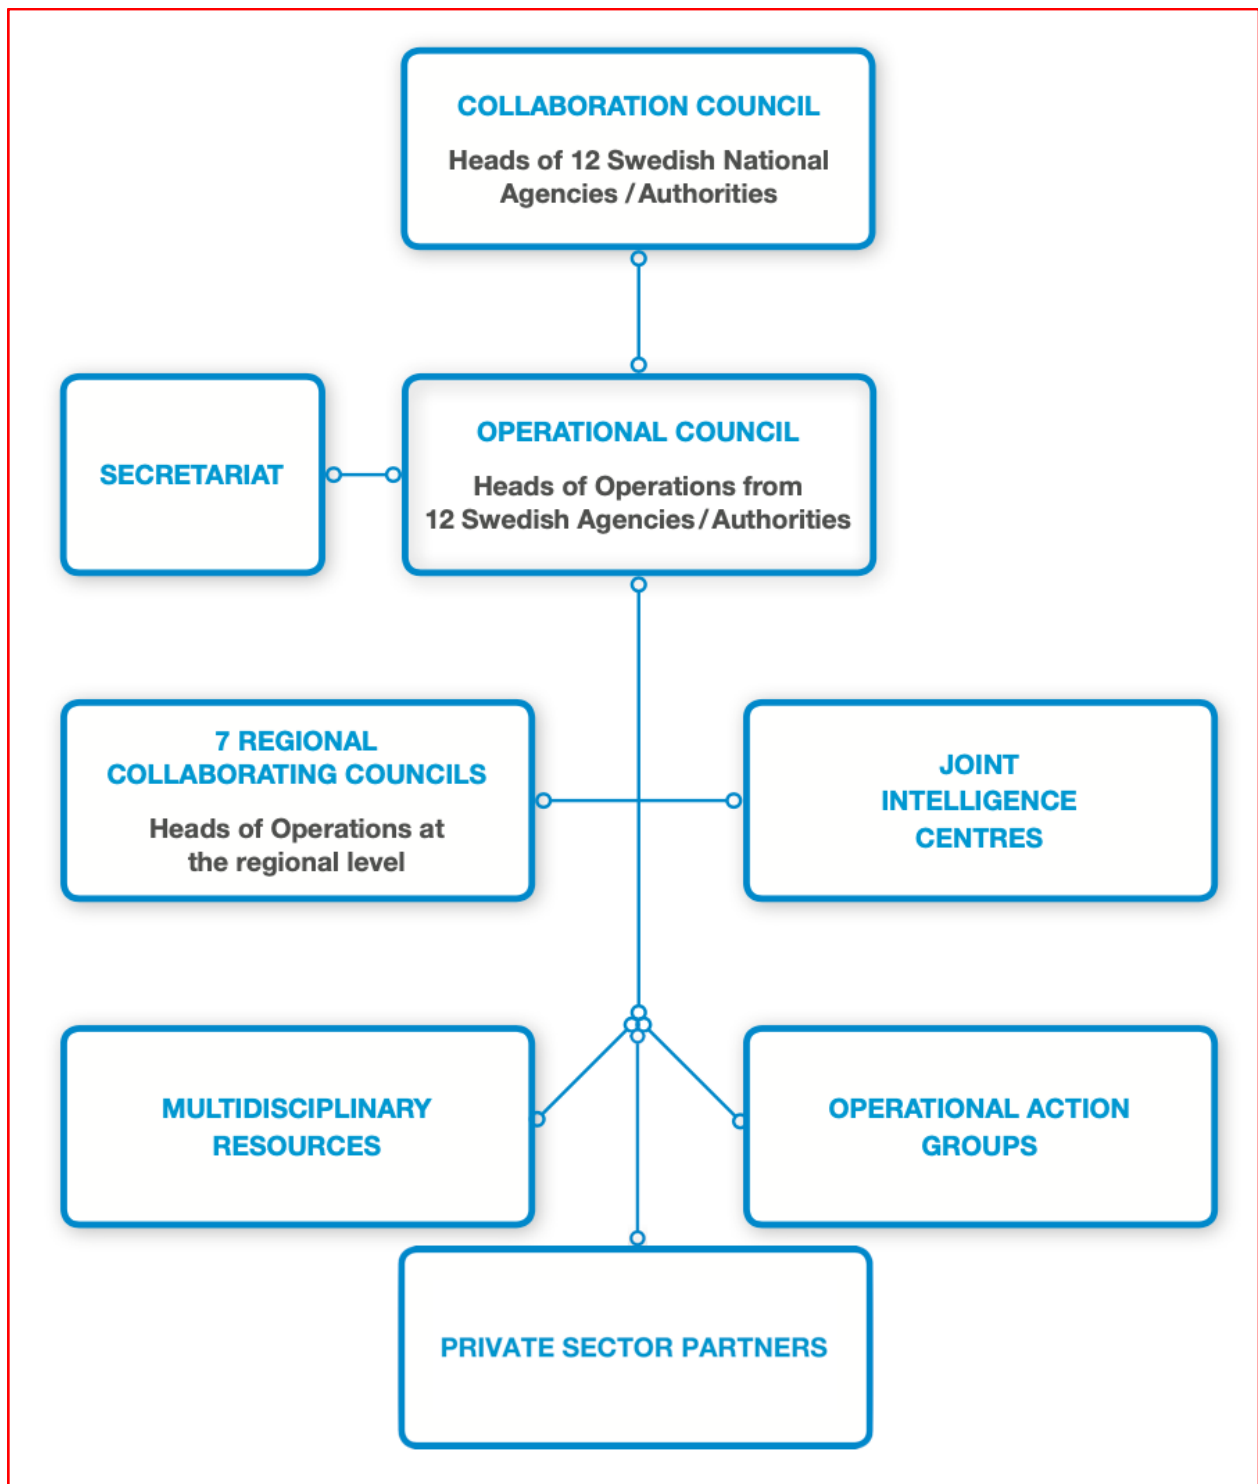 COLLABORATION COUNCIL
Heads of 12 Swedish National
Agencies / Authorities
SECRETARIAT
OPERATIONAL COUNCIL
Heads of Operations from
12 Swedish Agencies / Authorities
7 REGIONAL
COLLABORATING COUNCILS
Heads of Operations at
the regional level
JOINT
INTELLIGENCE
CENTRES
MULTIDISCIPLINARY
RESOURCES
OPERATIONAL ACTION
GROUPS
PRIVATE SECTOR PARTNERS